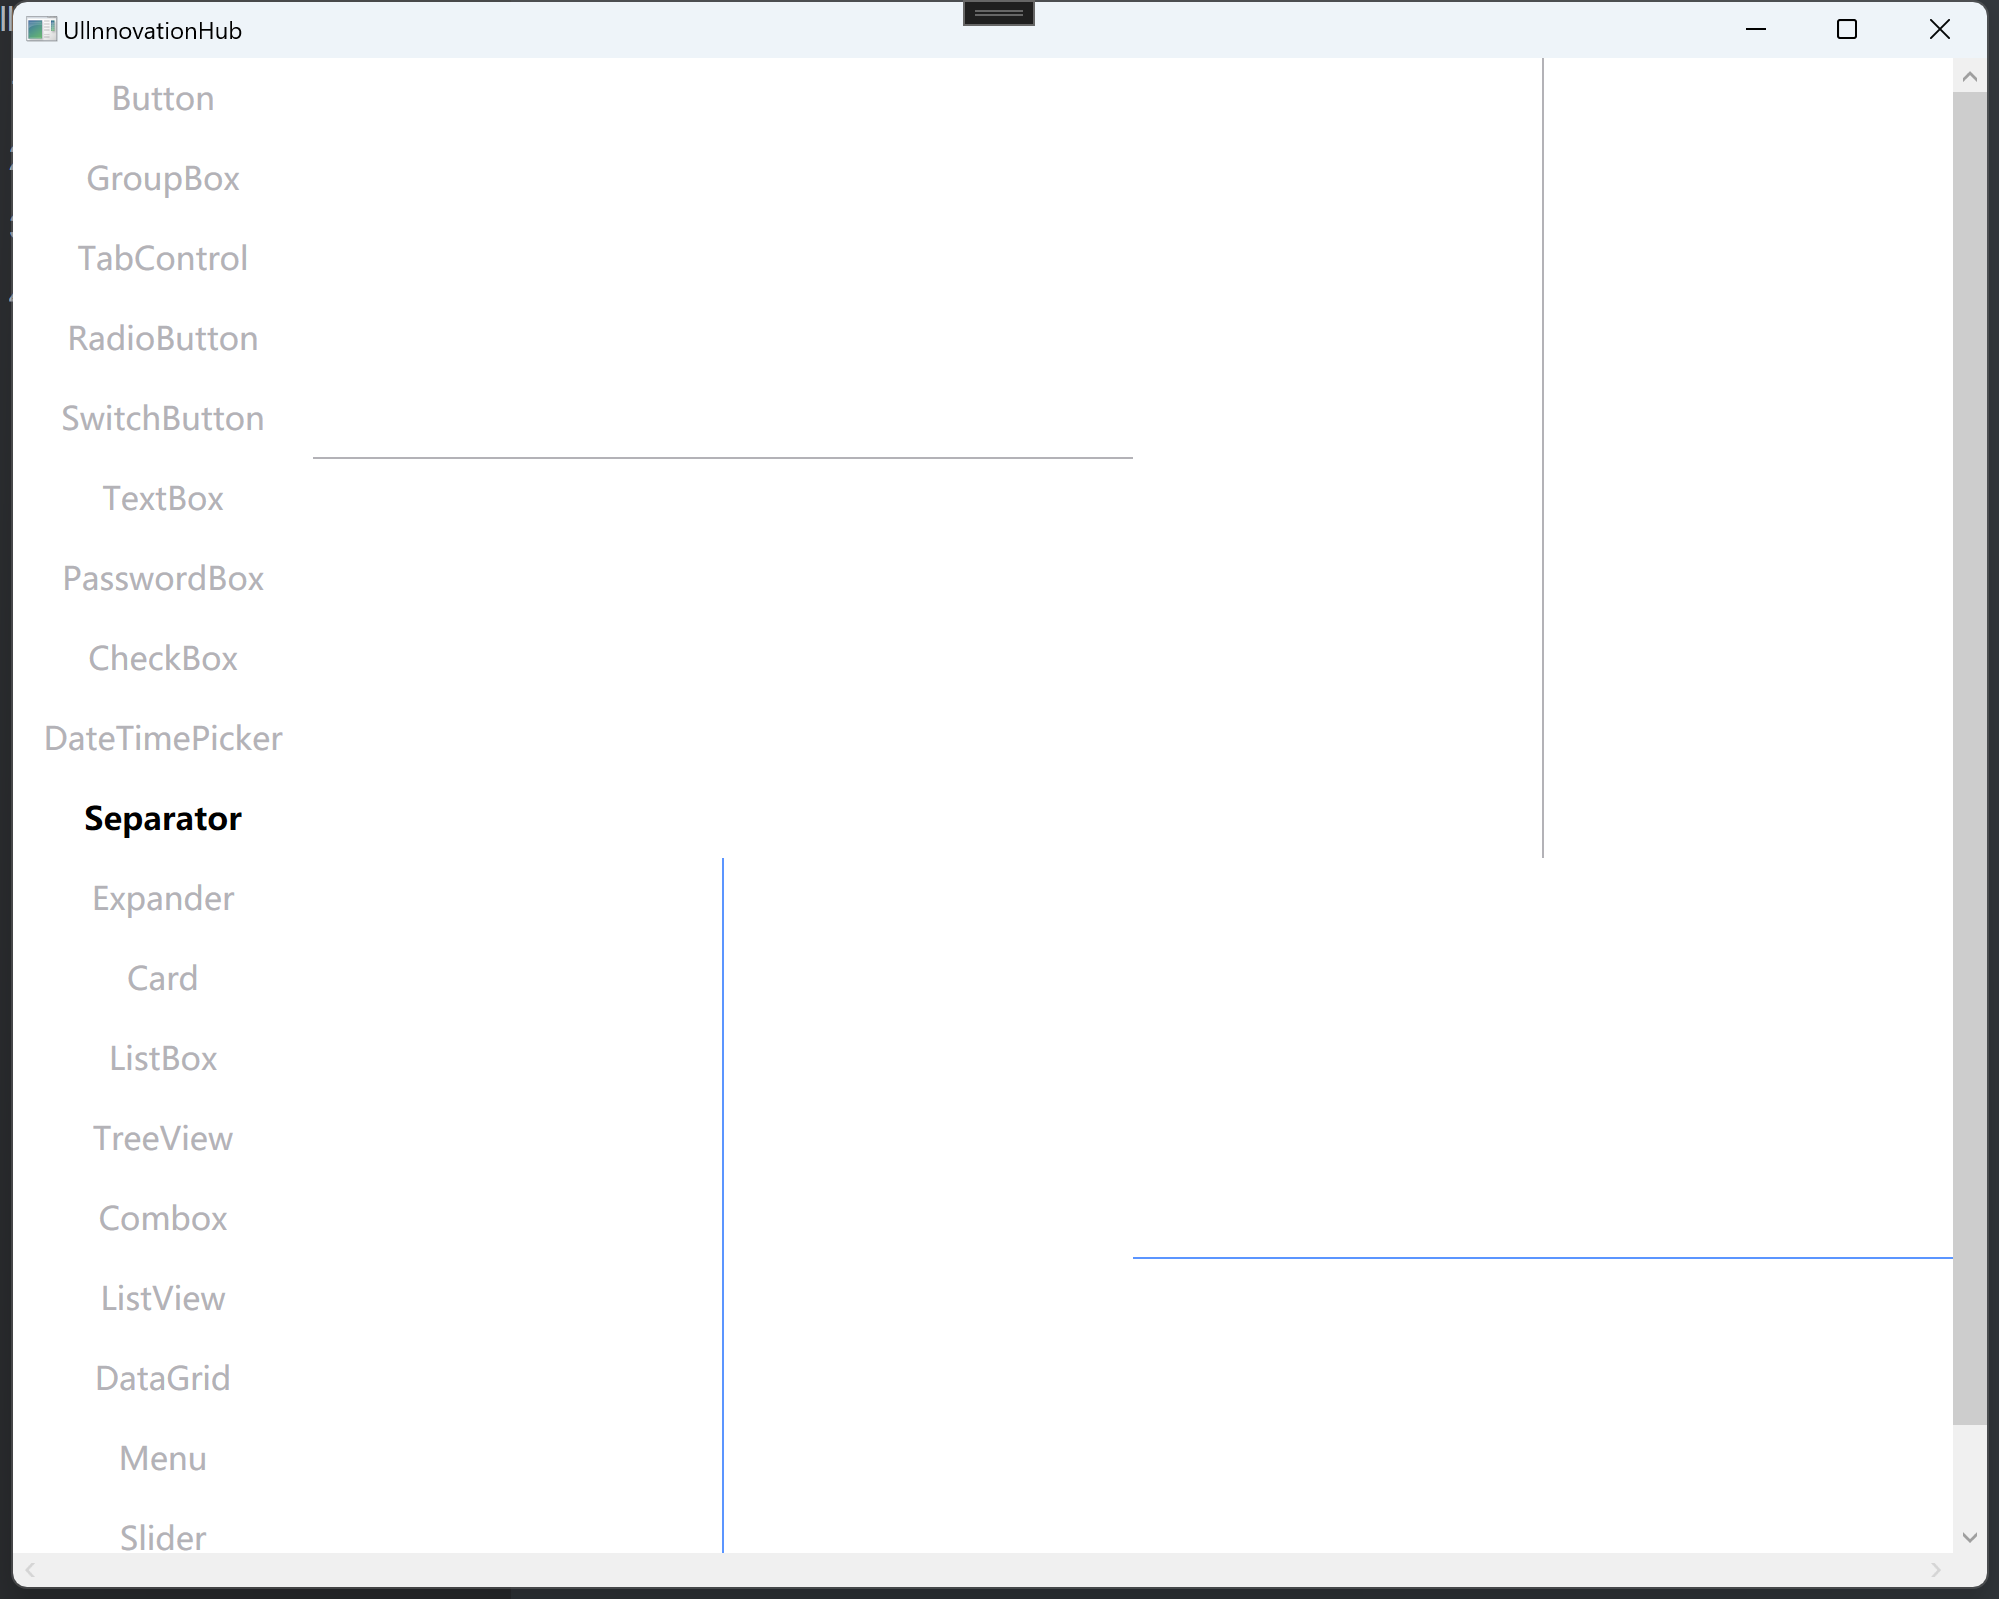 UIInnovationHub
Button
GroupBox
TabControl
RadioButton
SwitchButton
TextBox
PasswordBox
CheckBox
DateTimePicker
Separator
Expander
Card
ListBox
TreeView
Combox
ListView
DataGrid
Menu
Slider